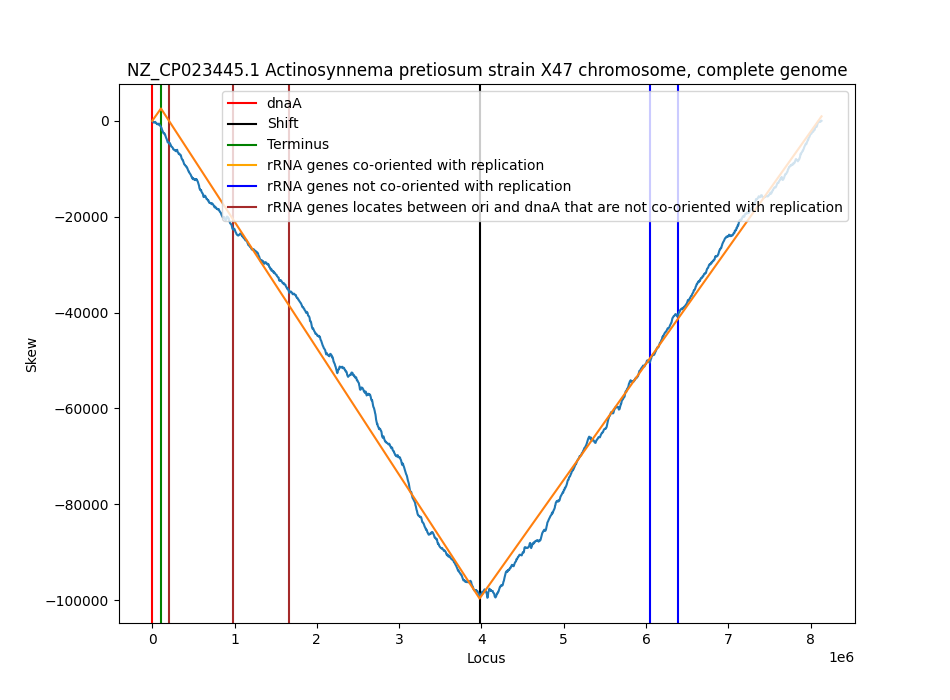 NZ_CP023445.1 Actinosynnema pretiosum strain X47 chromosome, complete genome
dnaA
Shift
Terminus
rRNA genes co-oriented with replication
rRNA genes not co-oriented with replication
rRNA genes locates between ori and dnaA that are not co-oriented with replication
Skew
0
−20000
−40000
−60000
−80000
−100000
0 1 2 3 4 5 6 7 8
Locus
1e6